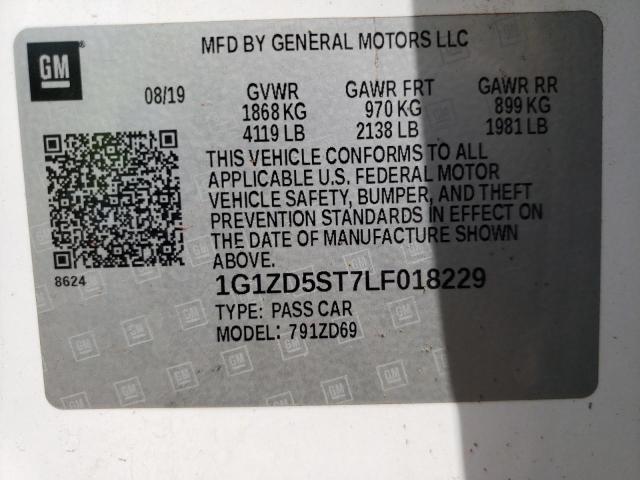 GM
MFD BY GENERAL MOTORS LLC
08/19 GVWR GAWR FRT GAWR RR
1868 KG 970 KG 899 KG
4119 LB 2138 LB 1981 LB
THIS VEHICLE CONFORMS TO ALL
APPLICABLE U.S. FEDERAL MOTOR
VEHICLE SAFETY, BUMPER, AND THEFT
PREVENTION STANDARDS IN EFFECT ON
THE DATE OF MANUFACTURE SHOWN
ABOVE.
8624
1G1ZD5ST7LF018229
TYPE: PASS CAR
MODEL: 791ZD69